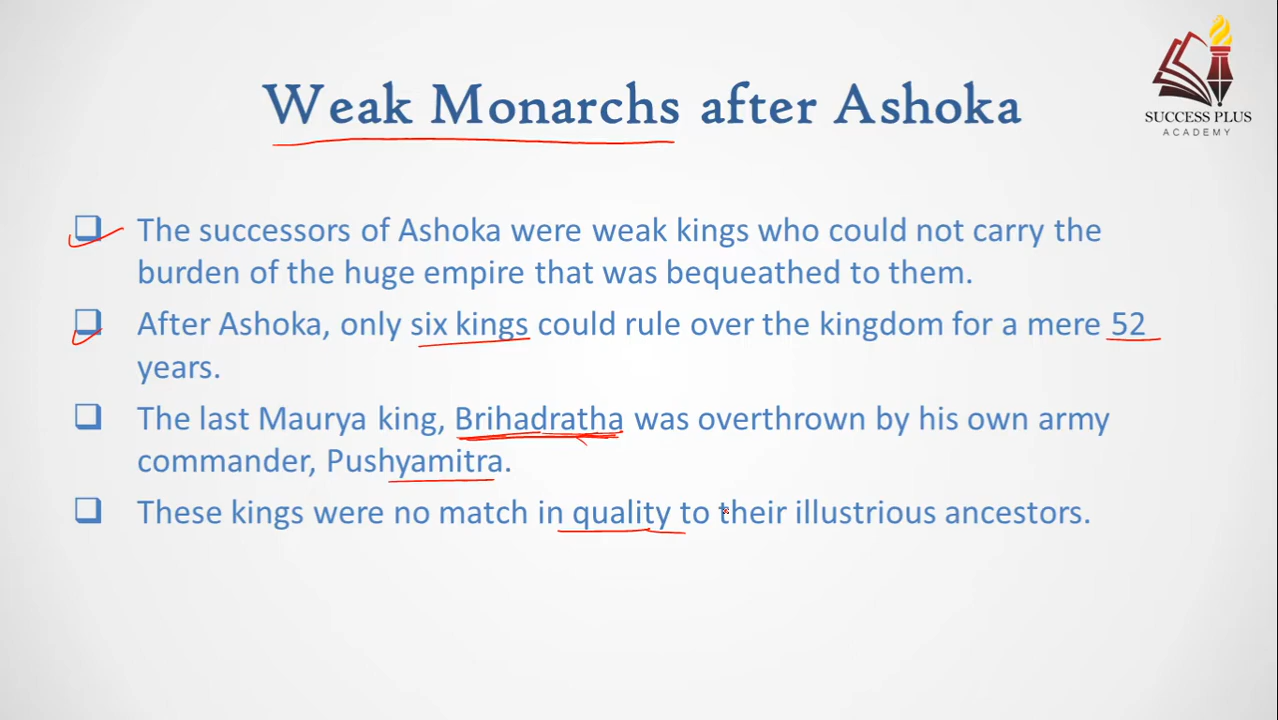 SUCCESS PLUS
ACADEMY
Weak Monarchs after Ashoka
The successors of Ashoka were weak kings who could not carry the
burden of the huge empire that was bequeathed to them.
After Ashoka, only six kings could rule over the kingdom for a mere 52
years.
The last Maurya king, Brihadratha was overthrown by his own army
commander, Pushyamitra.
These kings were no match in quality to their illustrious ancestors.